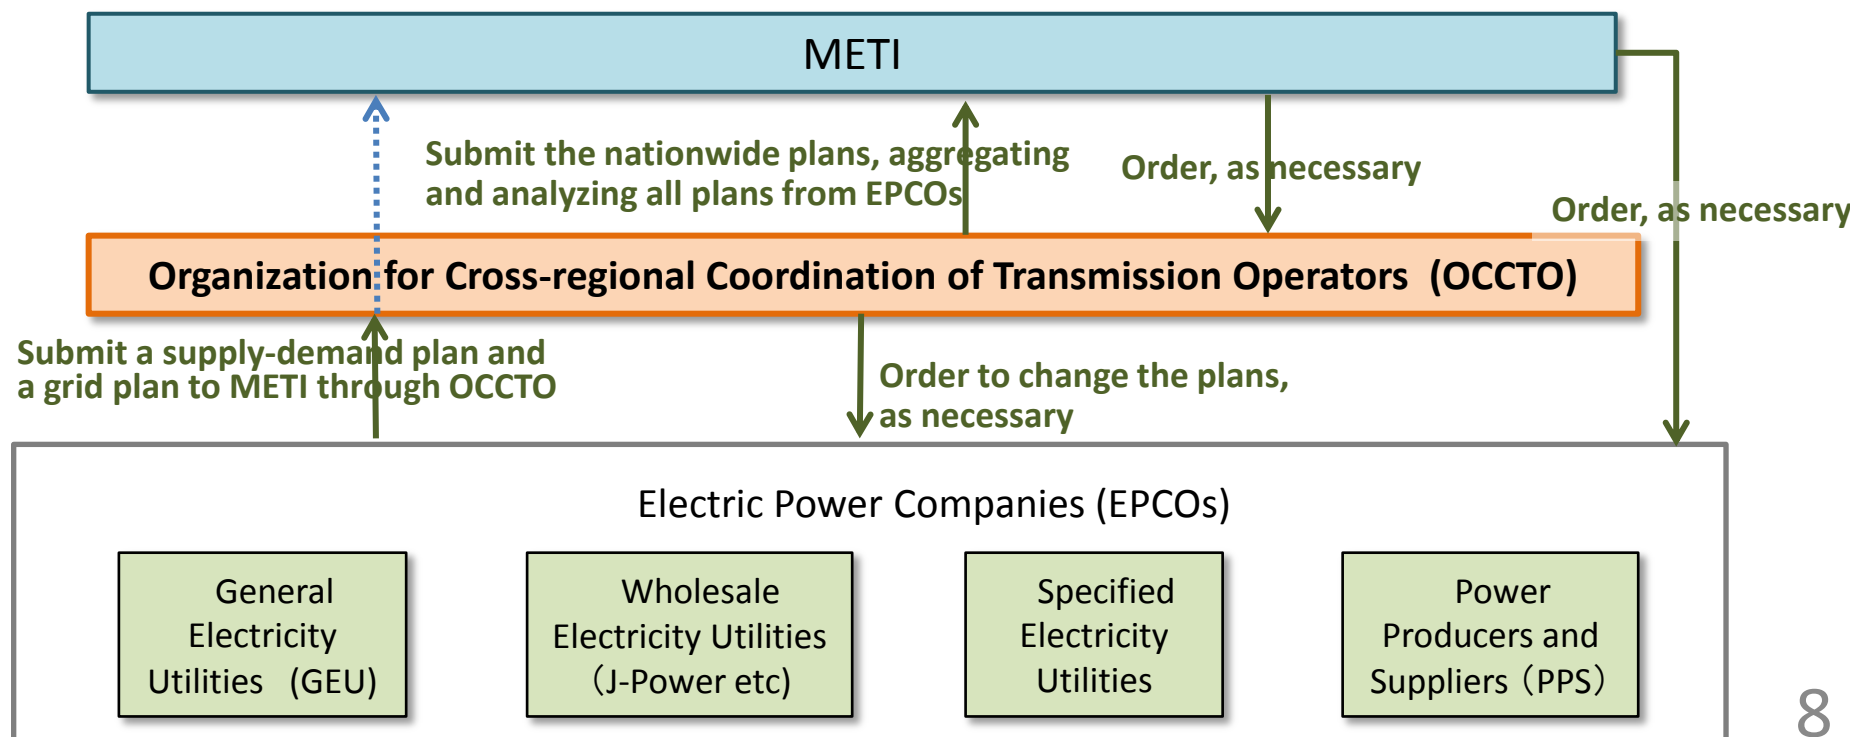 METI
Submit the nationwide plans, aggregating
and analyzing all plans from EPCOs
Order, as necessary
Order, as necessary
Organization for Cross-regional Coordination of Transmission Operators (OCCTO)
Submit a supply-demand plan and
a grid plan to METI through OCCTO
Order to change the plans,
as necessary
Electric Power Companies (EPCOs)
General
Electricity
Utilities (GEU)
Wholesale
Electricity Utilities
（J-Power etc)
Specified
Electricity
Utilities
Power
Producers and
Suppliers（PPS）
8